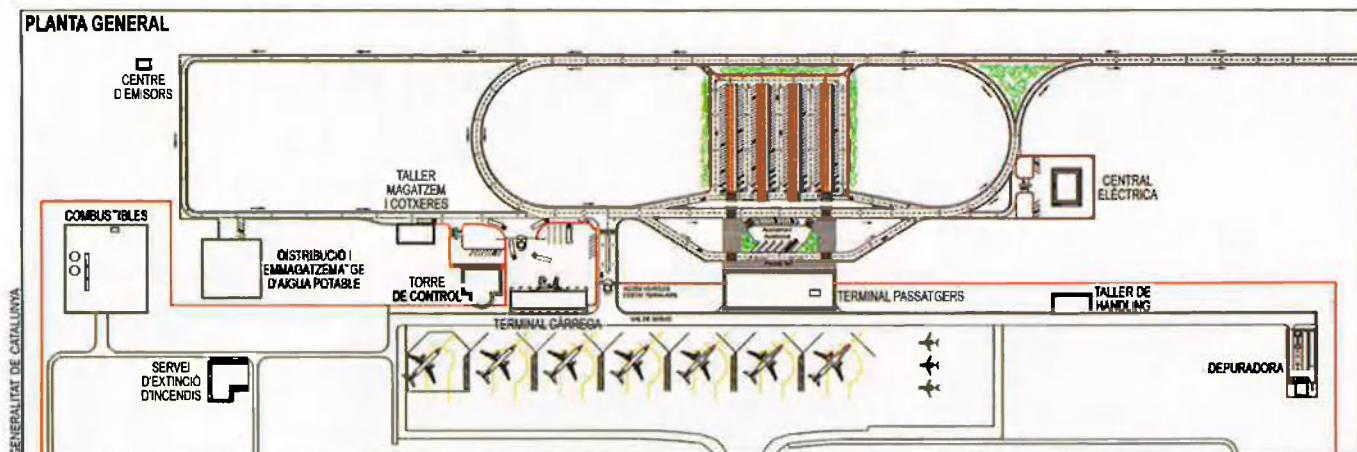 PLANTA GENERAL
CENTRE
D'EMISORS
TALLER
MAGATZEM
I COTXERES
CENTRAL
ELÈCTRICA
COMBUSTIBLES
DISTRIBUCIÓ I
EMMAGATZEMATGE
D'AIGUA POTABLE
TORRE
DE CONTROL
TERMINAL CÀRREGA
TERMINAL PASSATGERS
TALLER DE
HANDLING
SERVEI
D'EXTINCIÓ
D'INCENDIS
DEPURADORA
GENERALITAT DE CATALUNYA